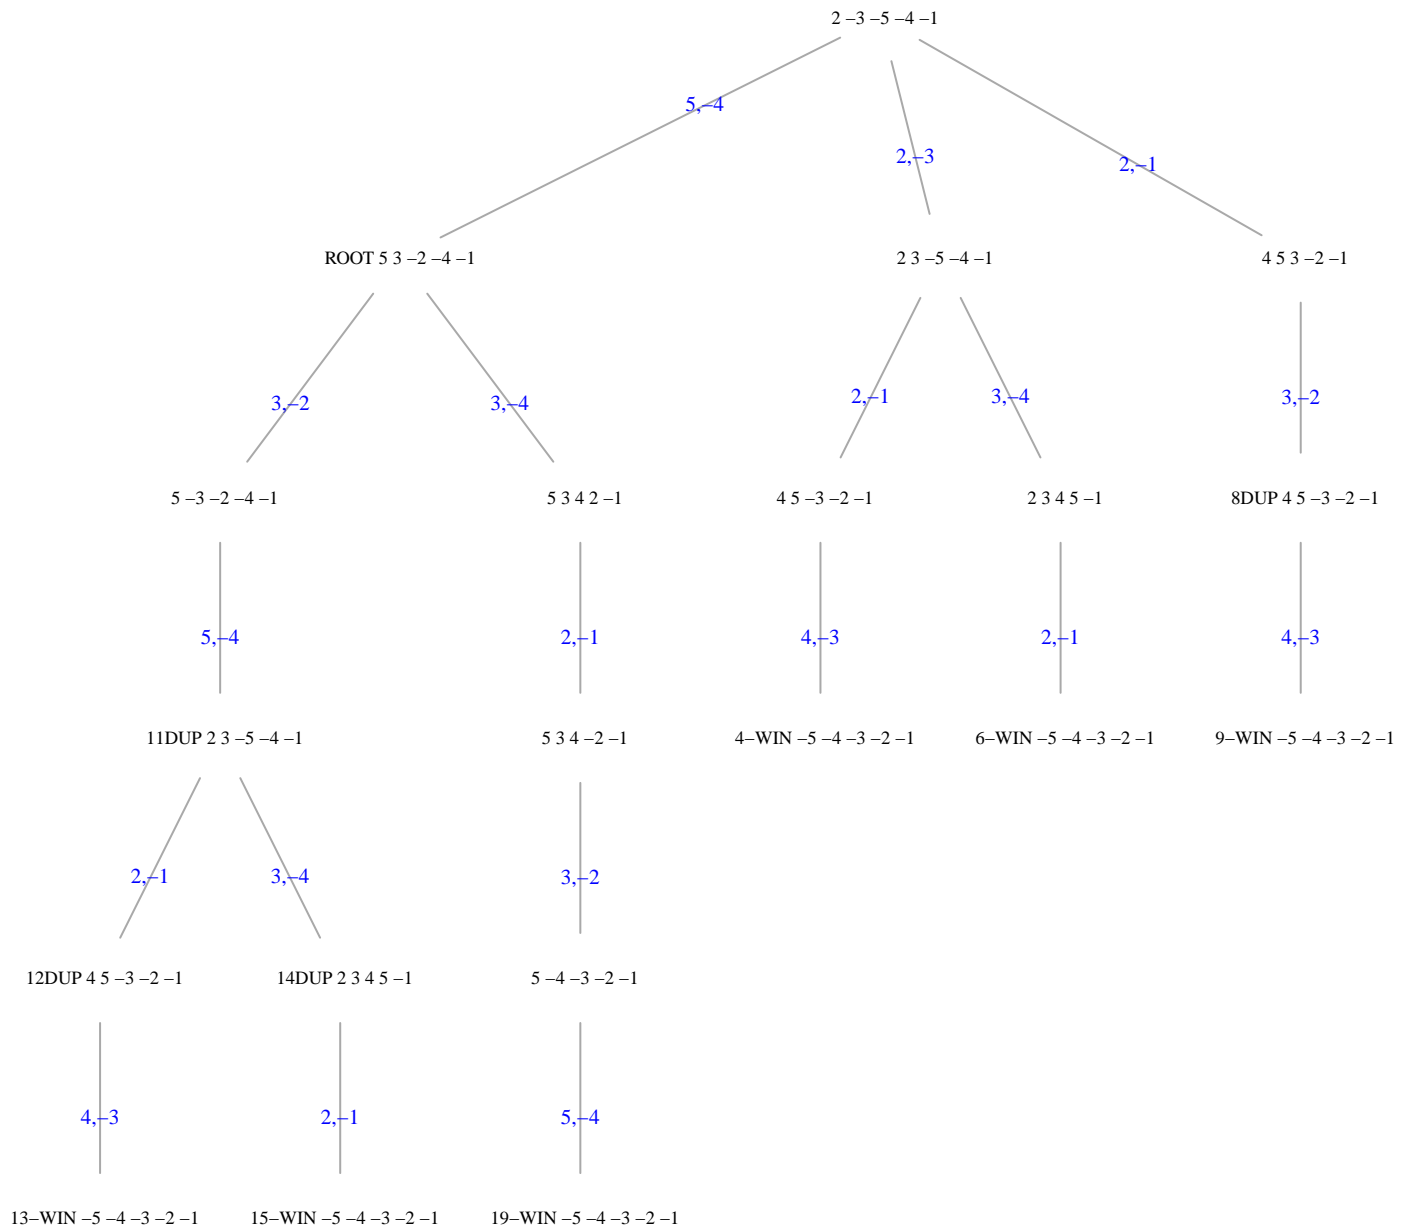 2 –3 –5 –4 –1
5,–4
2,–3
2,–1
ROOT 5 3 –2 –4 –1
2 3 –5 –4 –1
4 5 3 –2 –1
3,–2
3,–4
2,–1
3,–4
3,–2
5 –3 –2 –4 –1
5 3 4 2 –1
4 5 –3 –2 –1
2 3 4 5 –1
8DUP 4 5 –3 –2 –1
5,–4
2,–1
4,–3
2,–1
4,–3
11DUP 2 3 –5 –4 –1
5 3 4 –2 –1
4–WIN –5 –4 –3 –2 –1
6–WIN –5 –4 –3 –2 –1
9–WIN –5 –4 –3 –2 –1
2,–1
3,–4
3,–2
12DUP 4 5 –3 –2 –1
14DUP 2 3 4 5 –1
5 –4 –3 –2 –1
4,–3
2,–1
5,–4
13–WIN –5 –4 –3 –2 –1
15–WIN –5 –4 –3 –2 –1
19–WIN –5 –4 –3 –2 –1